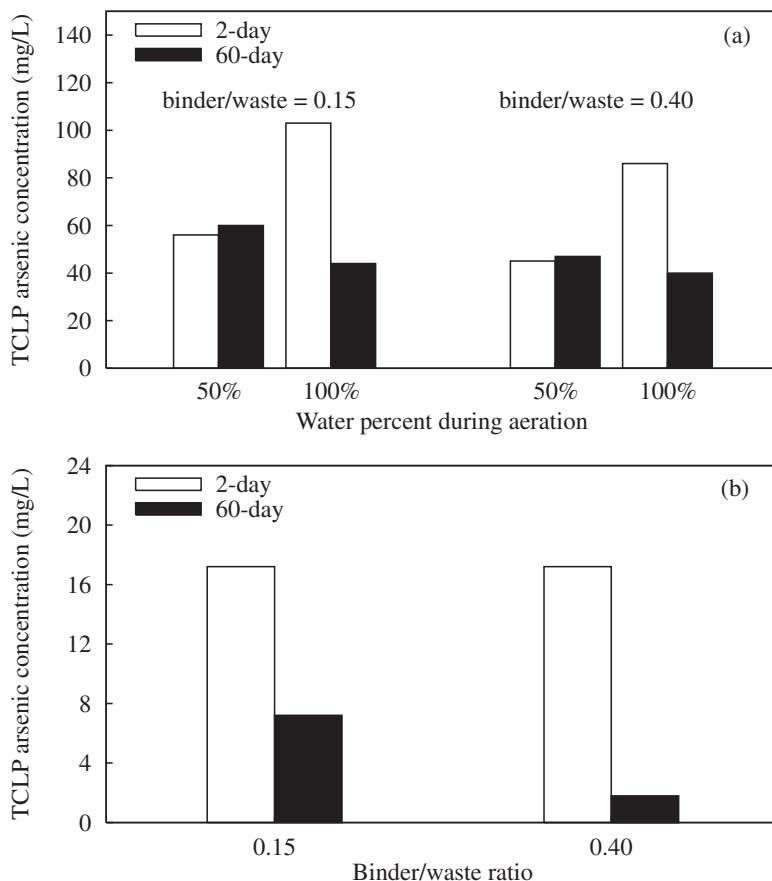 140
120
100
80
60
40
20
0
TCLP arsenic concentration (mg/L)
2-day
60-day
(a)
binder/waste = 0.15
binder/waste = 0.40
50%
100%
50%
100%
Water percent during aeration
24
20
16
12
8
4
0
TCLP arsenic concentration (mg/L)
2-day
60-day
(b)
0.15
0.40
Binder/waste ratio